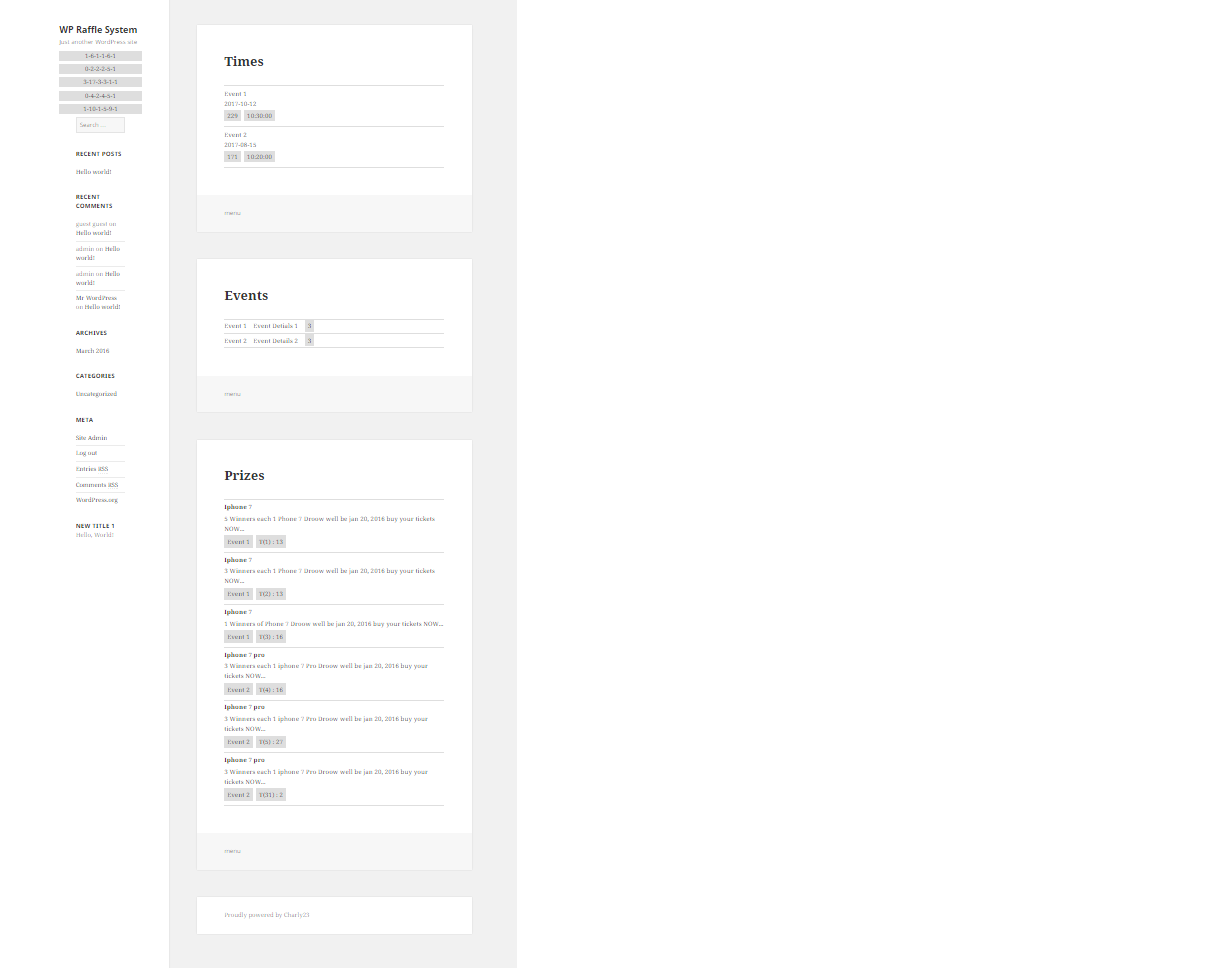 WP Raffle System
Just another WordPress site
1-6-1-1-6-1
0-2-2-2-5-1
3-17-3-3-1-1
0-4-2-4-5-1
1-10-1-5-9-1
Search ...
RECENT POSTS
Hello world!
RECENT
COMMENTS
guest guest on
Hello world!
admin on Hello
world!
admin on Hello
world!
Mr WordPress
on Hello world!
ARCHIVES
March 2016
CATEGORIES
Uncategorized
META
Site Admin
Log out
Entries RSS
Comments RSS
WordPress.org
NEW TITLE 1
Hello, World!
Times
Event 1
2017-10-12
229 10:30:00
Event 2
2017-08-15
171 10:20:00
menu
Events
Event 1 Event Detials 1 3
Event 2 Event Details 2 3
menu
Prizes
Iphone 7
5 Winners each 1 Phone 7 Droow well be jan 20, 2016 buy your tickets
NOW...
Event 1 T(1) : 13
Iphone 7
3 Winners each 1 Phone 7 Droow well be jan 20, 2016 buy your tickets
NOW...
Event 1 T(2) : 13
Iphone 7
1 Winners of Phone 7 Droow well be jan 20, 2016 buy your tickets NOW...
Event 1 T(3) : 16
Iphone 7 pro
3 Winners each 1 iphone 7 Pro Droow well be jan 20, 2016 buy your
tickets NOW...
Event 2 T(4) : 16
Iphone 7 pro
3 Winners each 1 iphone 7 Pro Droow well be jan 20, 2016 buy your
tickets NOW...
Event 2 T(5) : 27
Iphone 7 pro
3 Winners each 1 iphone 7 Pro Droow well be jan 20, 2016 buy your
tickets NOW...
Event 2 T(31) : 2
menu
Proudly powered by Charly23